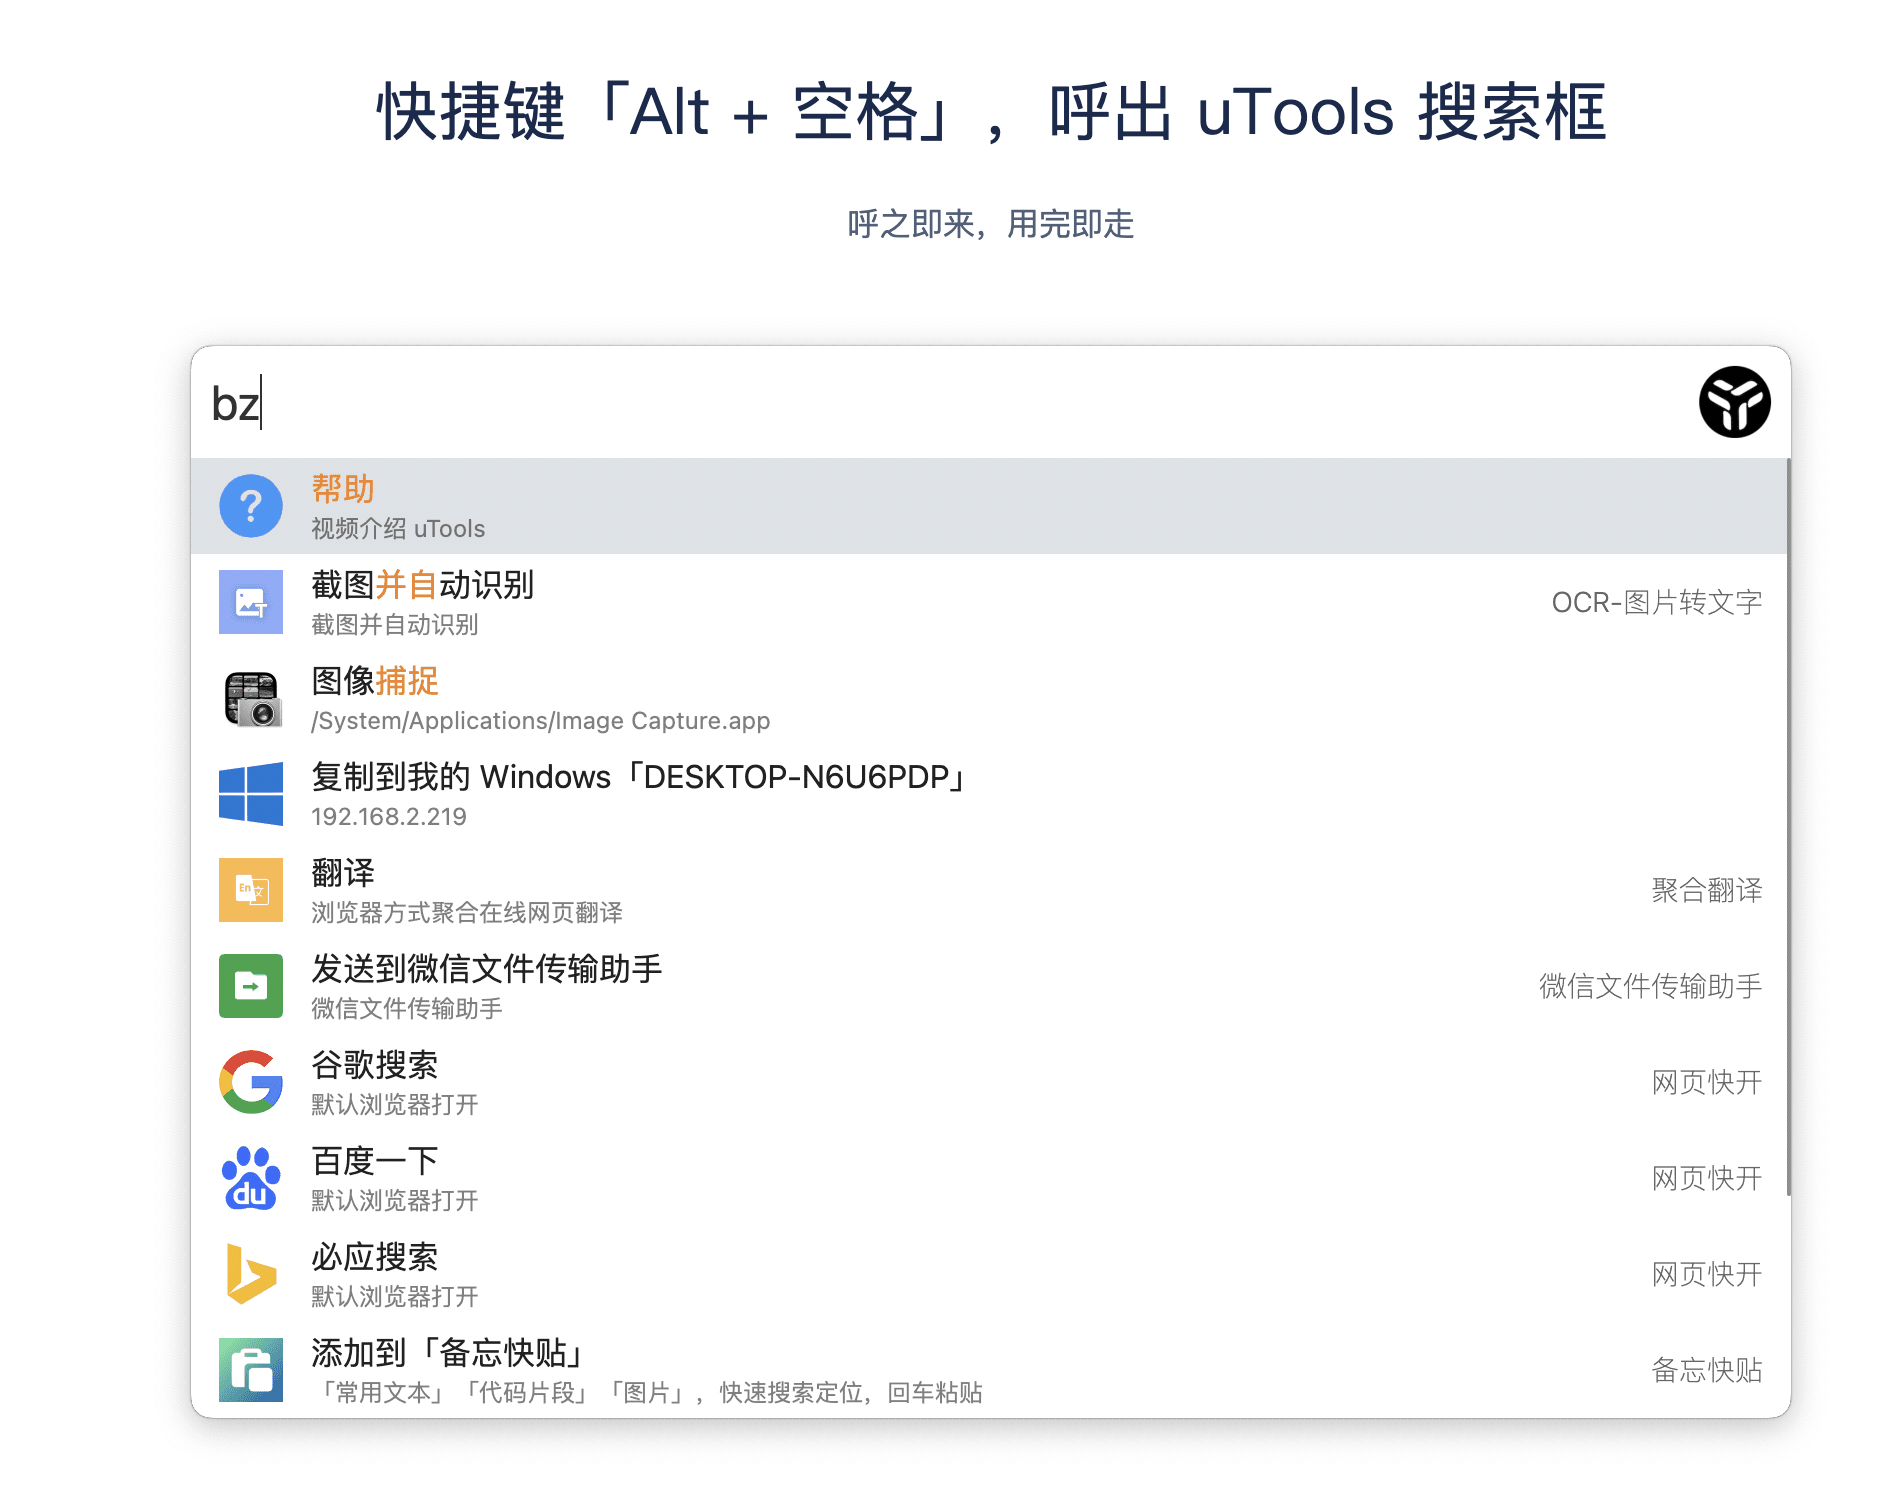 快捷键「Alt + 空格」，呼出 uTools 搜索框
呼之即来，用完即走
bz
帮助
视频介绍 uTools
截图并自动识别
截图并自动识别
OCR-图片转文字
图像捕捉
/System/Applications/Image Capture.app
复制到我的 Windows「DESKTOP-N6U6PDP」
192.168.2.219
En 文
翻译
浏览器方式聚合在线网页翻译
聚合翻译
发送到微信文件传输助手
微信文件传输助手
微信文件传输助手
谷歌搜索
默认浏览器打开
网页快开
du
百度一下
默认浏览器打开
网页快开
必应搜索
默认浏览器打开
网页快开
添加到「备忘快贴」
「常用文本」「代码片段」「图片」，快速搜索定位，回车粘贴
备忘快贴